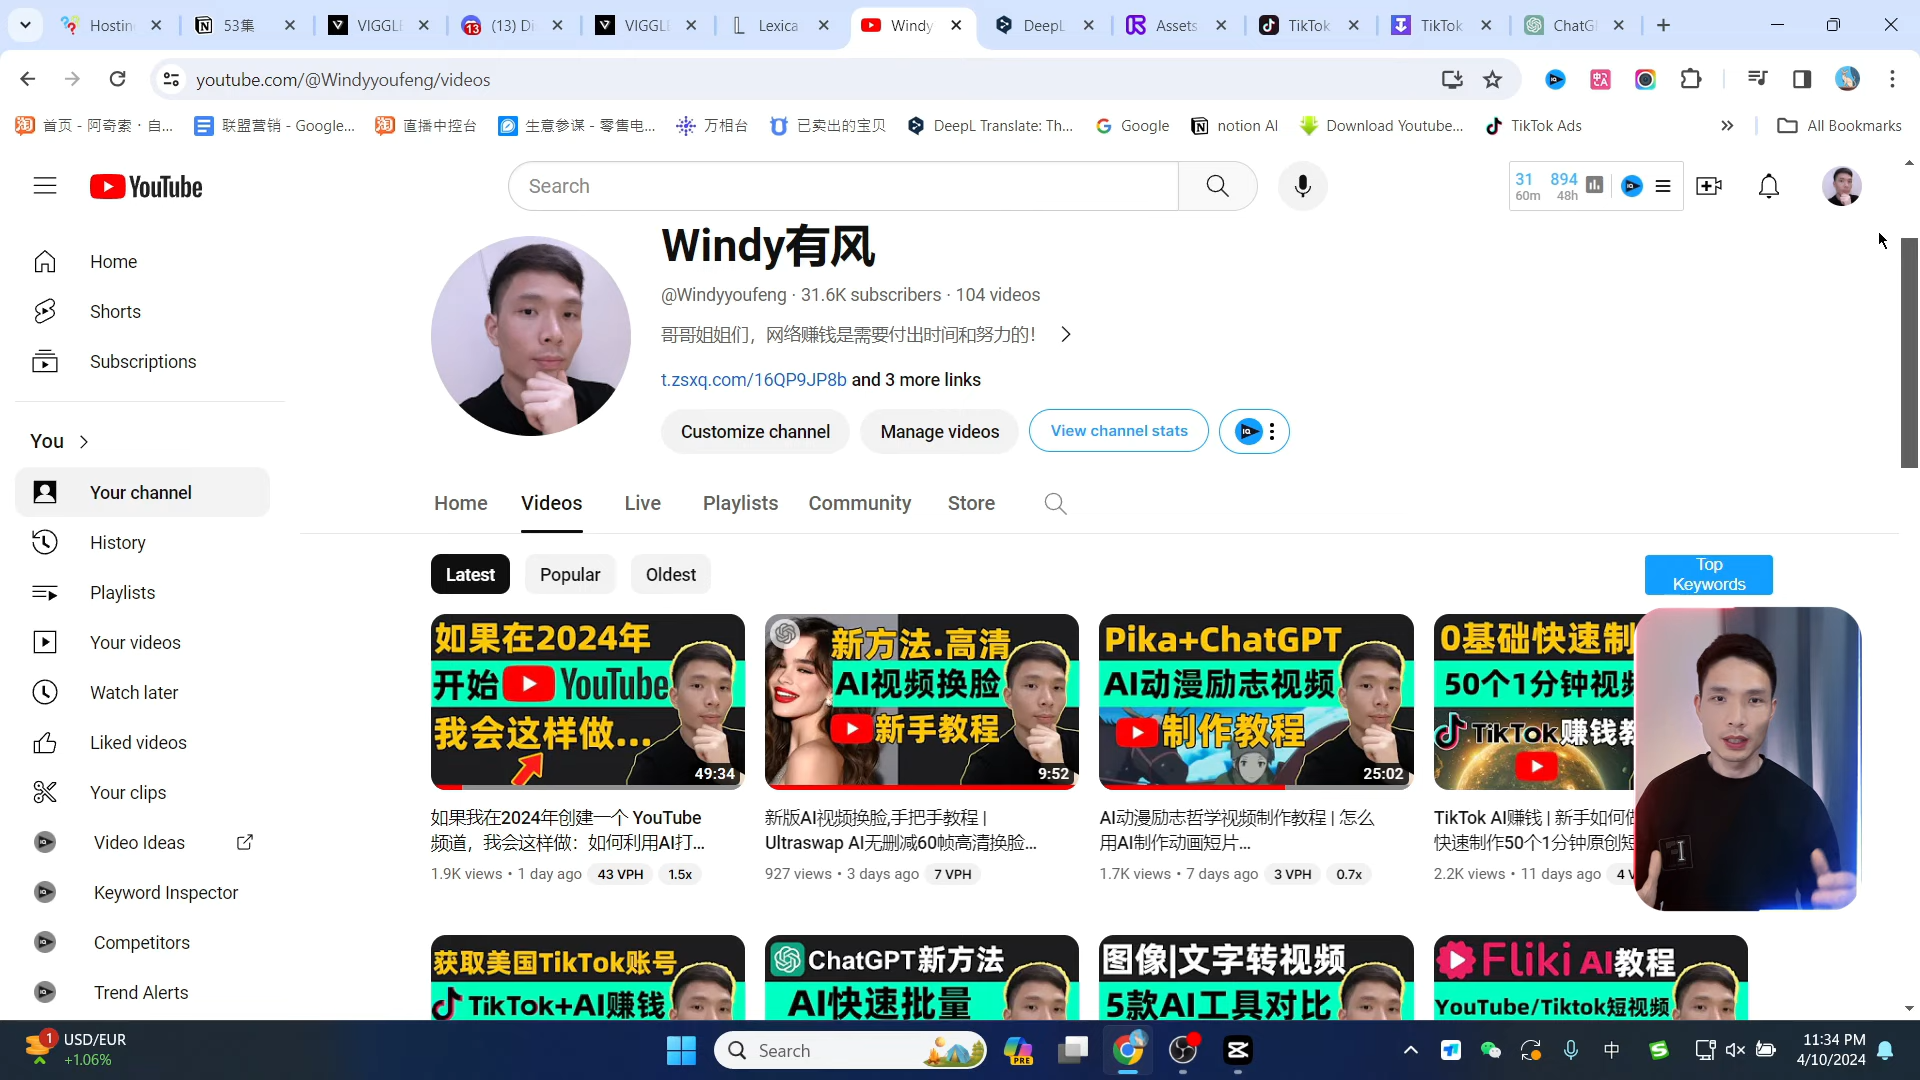 Hostin
53集
VIGGLE
(13) Di
VIGGLE
Lexica
Windy
DeepL
Assets
TikTok
TikTok
ChatG
youtube.com/@Windyyoufeng/videos
首页 - 阿奇索 · 自...
联盟营销 - Google...
直播中控台
生意参谋 - 零售电...
万相台
已卖出的宝贝
DeepL Translate: Th...
Google
notion AI
Download Youtube...
TikTok Ads
All Bookmarks
YouTube
Search
31 894
60m 48h
Home
Shorts
Subscriptions
You
Your channel
History
Playlists
Your videos
Watch later
Liked videos
Your clips
Video Ideas
Keyword Inspector
Competitors
Trend Alerts
Windy有风
@Windyyoufeng · 31.6K subscribers · 104 videos
哥哥姐姐们，网络赚钱是需要付出时间和努力的！
t.zsxq.com/16QP9JP8b and 3 more links
Customize channel
Manage videos
View channel stats
Home
Videos
Live
Playlists
Community
Store
Latest
Popular
Oldest
Top
Keywords
如果在2024年
开始 YouTube
我会这样做...
49:34
如果我在2024年创建一个 YouTube
频道，我会这样做：如何利用AI打...
1.9K views • 1 day ago 43 VPH 1.5x
新方法.高清
AI视频换脸
新手教程
9:52
新版AI视频换脸,手把手教程 |
Ultraswap AI无删减60帧高清换脸...
927 views • 3 days ago 7 VPH
Pika+ChatGPT
AI动漫励志视频
制作教程
25:02
AI动漫励志哲学视频制作教程 | 怎么
用AI制作动画短片...
1.7K views • 7 days ago 3 VPH 0.7x
0基础快速制
50个1分钟视频
TikTok赚钱教
TikTok AI赚钱 | 新手如何做
快速制作50个1分钟原创短
2.2K views • 11 days ago 4 V
获取美国TikTok账号
TikTok+AI赚钱
ChatGPT新方法
AI快速批量
图像|文字转视频
5款AI工具对比
Fliki AI教程
YouTube/Tiktok短视频
USD/EUR
+1.06%
Search
PRE
中
11:34 PM
4/10/2024